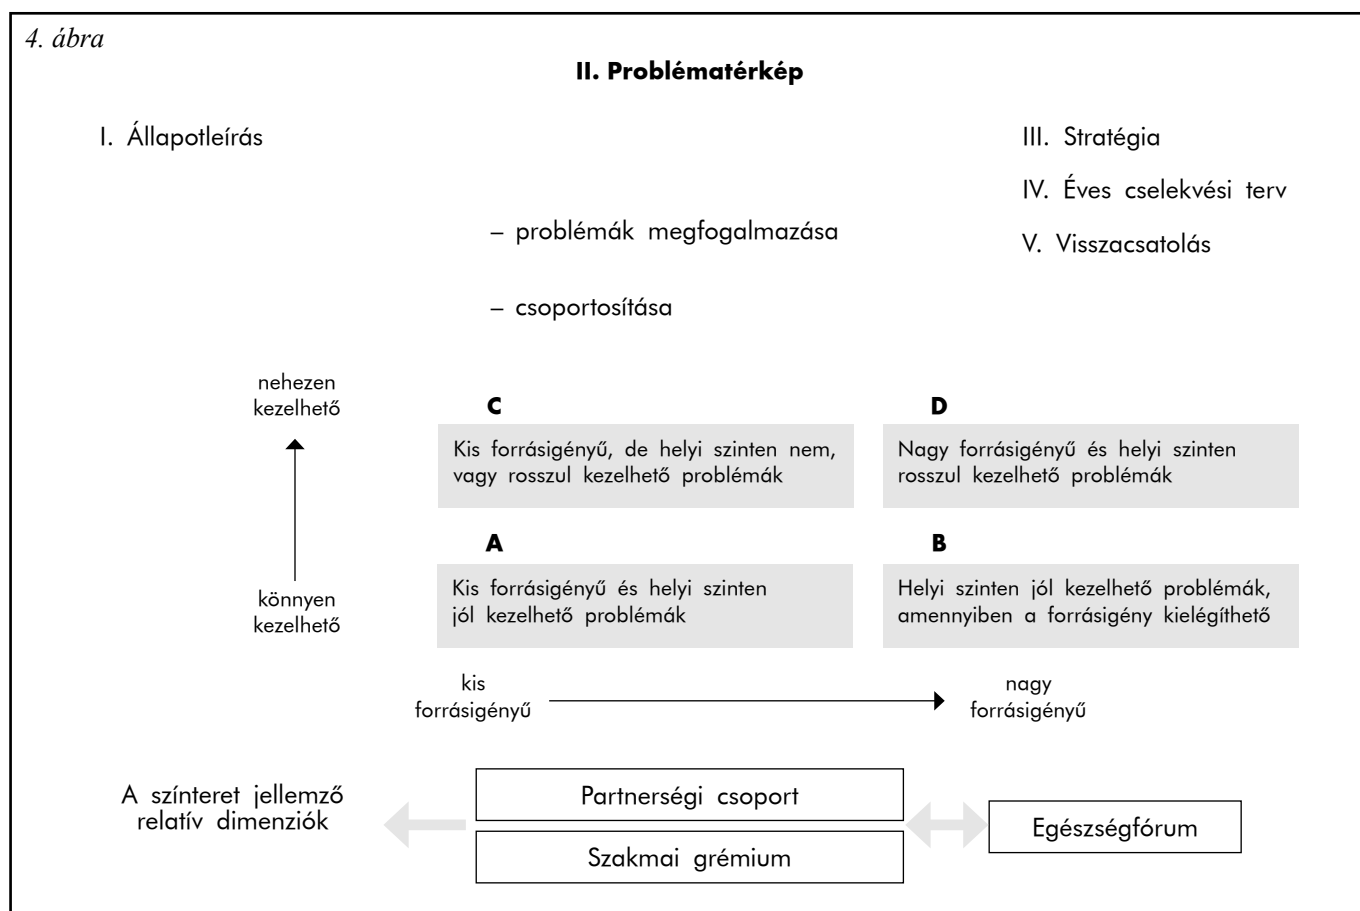 4. ábra
II. Problématérkép
I. Állapotleírás
III. Stratégia
IV. Éves cselekvési terv
V. Visszacsatolás
– problémák megfogalmazása
– csoportosítása
nehezen
kezelhető
C
Kis forrásigényű, de helyi szinten nem,
vagy rosszul kezelhető problémák
D
Nagy forrásigényű és helyi szinten
rosszul kezelhető problémák
könnyen
kezelhető
A
Kis forrásigényű és helyi szinten
jól kezelhető problémák
B
Helyi szinten jól kezelhető problémák,
amennyiben a forrásigény kielégíthető
kis
forrásigényű
nagy
forrásigényű
A színteret jellemző
relatív dimenziók
Partnerségi csoport
Szakmai grémium
Egészségfórum